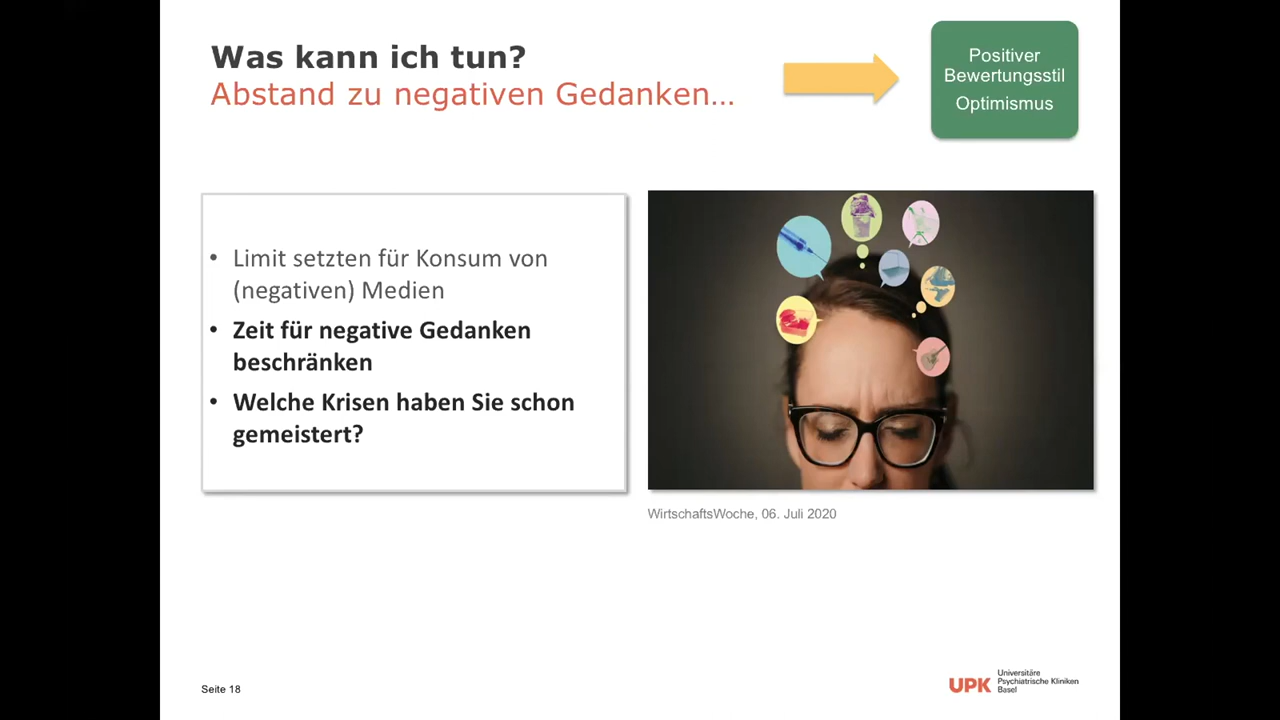 Was kann ich tun?
Abstand zu negativen Gedanken...
Positiver
Bewertungsstil
Optimismus
• Limit setzten für Konsum von
(negativen) Medien
• Zeit für negative Gedanken
beschränken
• Welche Krisen haben Sie schon
gemeistert?
WirtschaftsWoche, 06. Juli 2020
Seite 18
UPK
Universitäre
Psychiatrische Kliniken
Basel